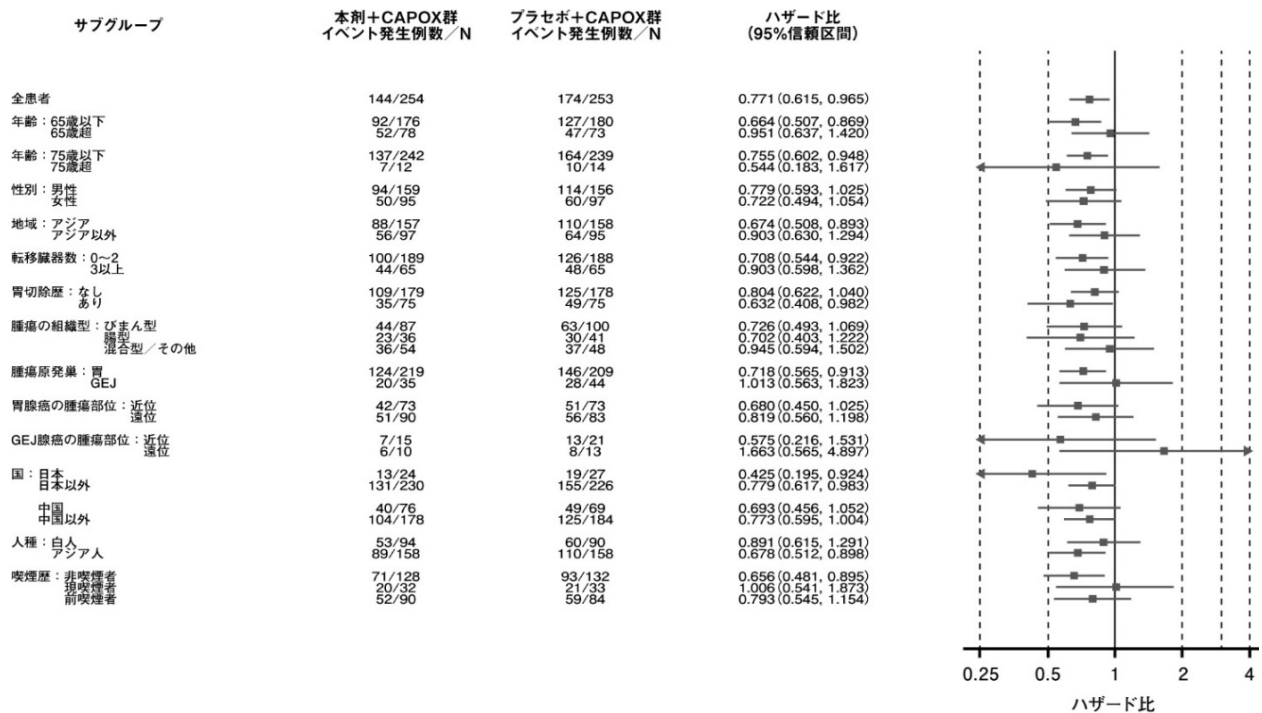 サブグループ 本剤+CAPOX群 イベント発生例数／N プラセボ+CAPOX群 イベント発生例数／N ハザード比 (95%信頼区間)
全患者 144/254 174/253 0.771(0.615, 0.965)
年齢：65歳以下 92/176 127/180 0.664(0.507, 0.869)
65歳超 52/78 47/73 0.951(0.637, 1.420)
年齢：75歳以下 137/242 164/239 0.755(0.602, 0.948)
75歳超 7/12 10/14 0.544(0.183, 1.617)
性別：男性 94/159 114/156 0.779(0.593, 1.025)
女性 50/95 60/97 0.722(0.494, 1.054)
地域：アジア 88/157 110/158 0.674(0.508, 0.893)
アジア以外 56/97 64/95 0.903(0.630, 1.294)
転移臓器数：0～2 100/189 126/188 0.708(0.544, 0.922)
3以上 44/65 48/65 0.903(0.598, 1.362)
胃切除歴：なし 109/179 125/178 0.804(0.622, 1.040)
あり 35/75 49/75 0.632(0.408, 0.982)
腫瘍の組織型：びまん型 44/87 63/100 0.726(0.493, 1.069)
腸型 23/36 30/41 0.702(0.403, 1.222)
混合型／その他 36/54 37/48 0.945(0.594, 1.502)
腫瘍原発巣：胃 124/219 146/209 0.718(0.565, 0.913)
GEJ 20/35 28/44 1.013(0.563, 1.823)
胃腺癌の腫瘍部位：近位 42/73 51/73 0.680(0.450, 1.025)
遠位 51/90 56/83 0.819(0.560, 1.198)
GEJ腺癌の腫瘍部位：近位 7/15 13/21 0.575(0.216, 1.531)
遠位 6/10 8/13 1.663(0.565, 4.897)
国：日本 13/24 19/27 0.425(0.195, 0.924)
日本以外 131/230 155/226 0.779(0.617, 0.983)
中国 40/76 49/69 0.693(0.456, 1.052)
中国以外 104/178 125/184 0.773(0.595, 1.004)
人種：白人 53/94 60/90 0.891(0.615, 1.291)
アジア人 89/158 110/158 0.678(0.512, 0.898)
喫煙歴：非喫煙者 71/128 93/132 0.656(0.481, 0.895)
現喫煙者 20/32 21/33 1.006(0.541, 1.873)
前喫煙者 52/90 59/84 0.793(0.545, 1.154)
0.25 0.5 1 2 4
ハザード比